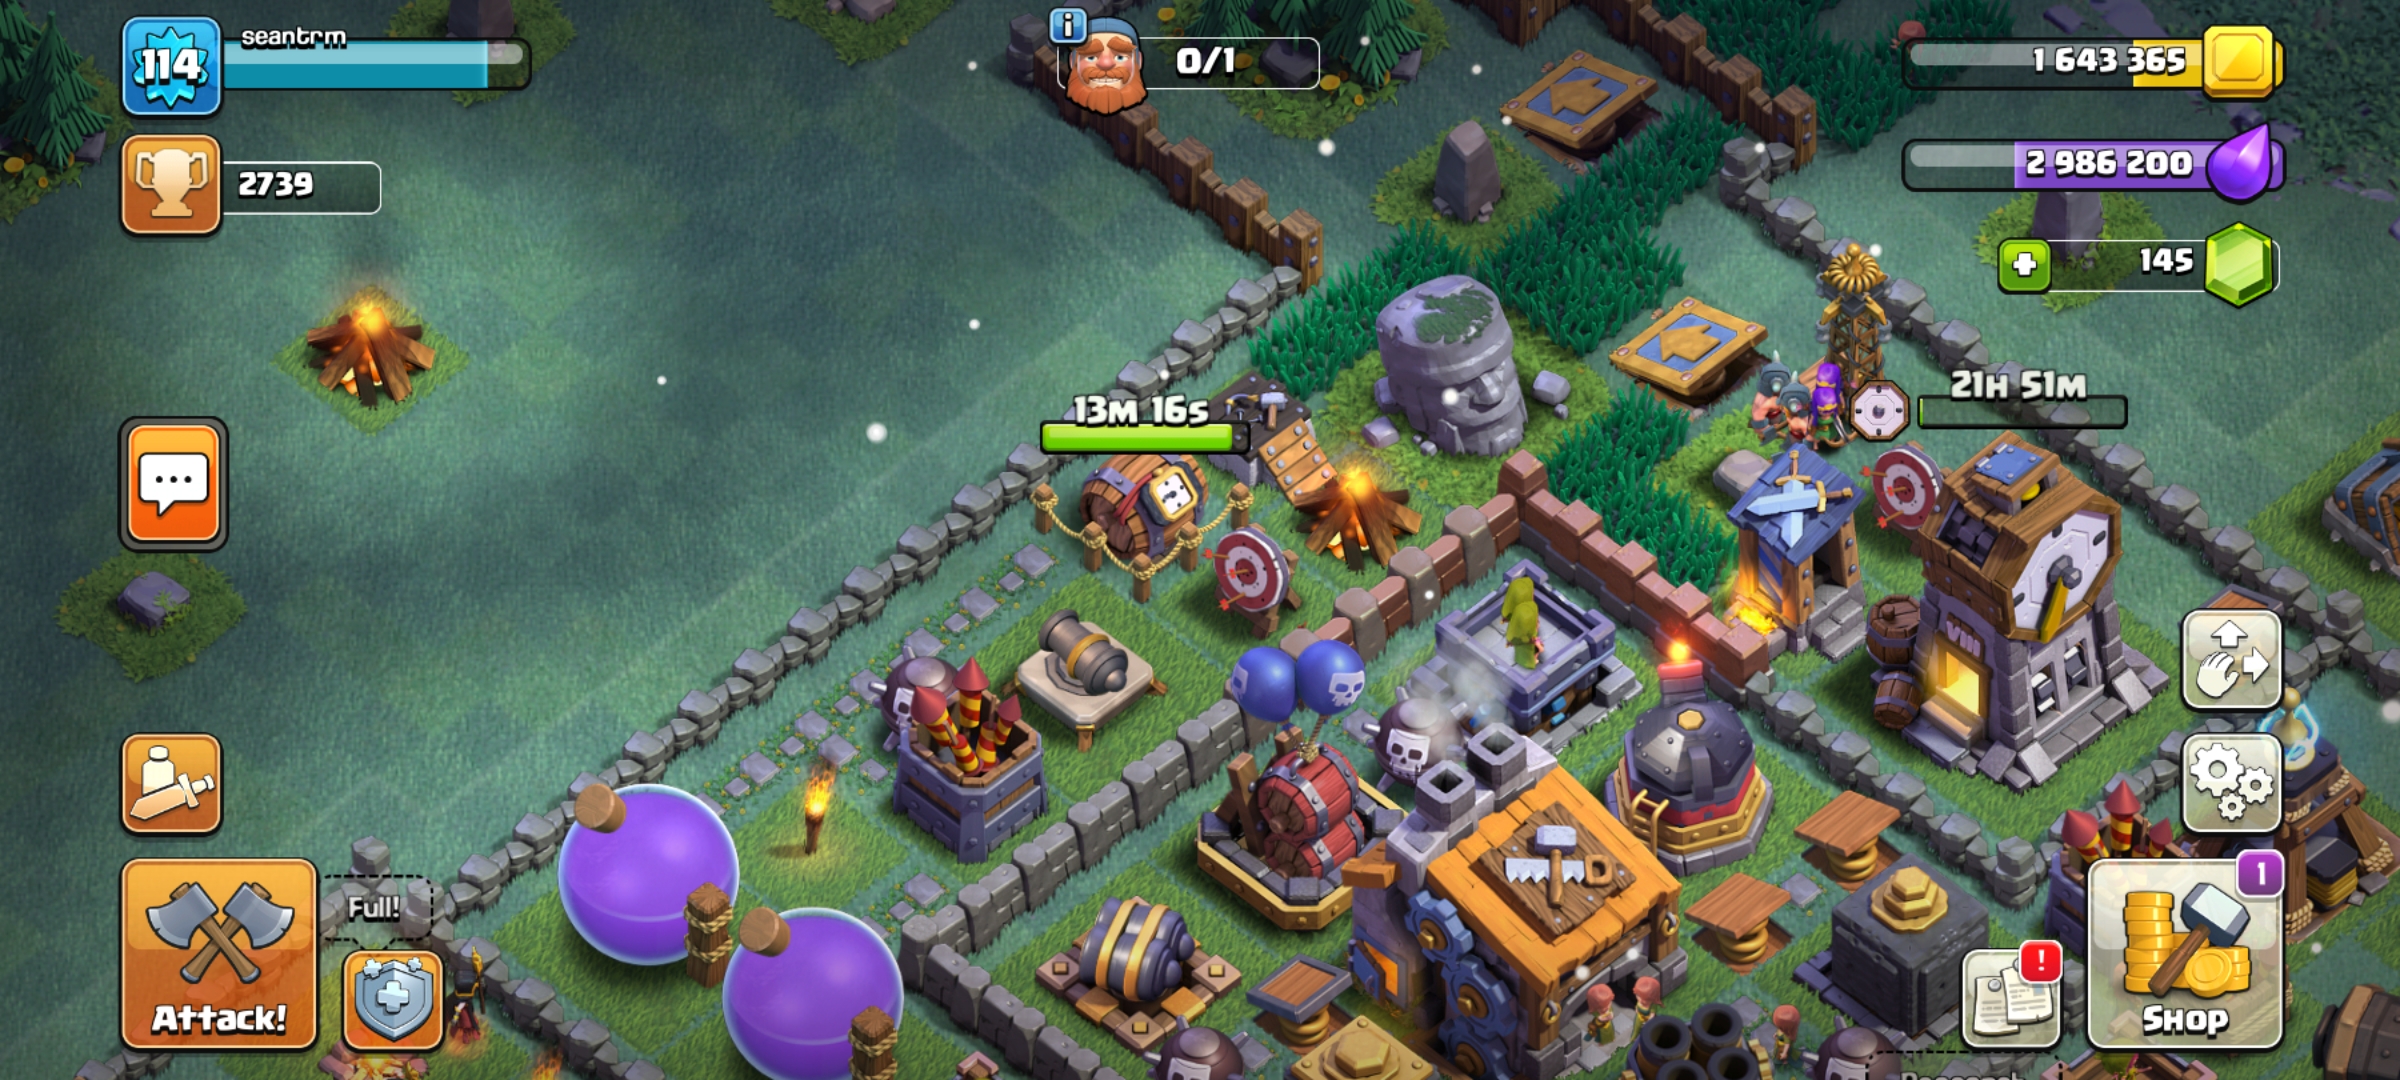 114
seantrm
0/1
1 643 365
2739
2 986 200
145
21H 51M
13M 16S
VIII
Full!
1
!
Attack!
Shop